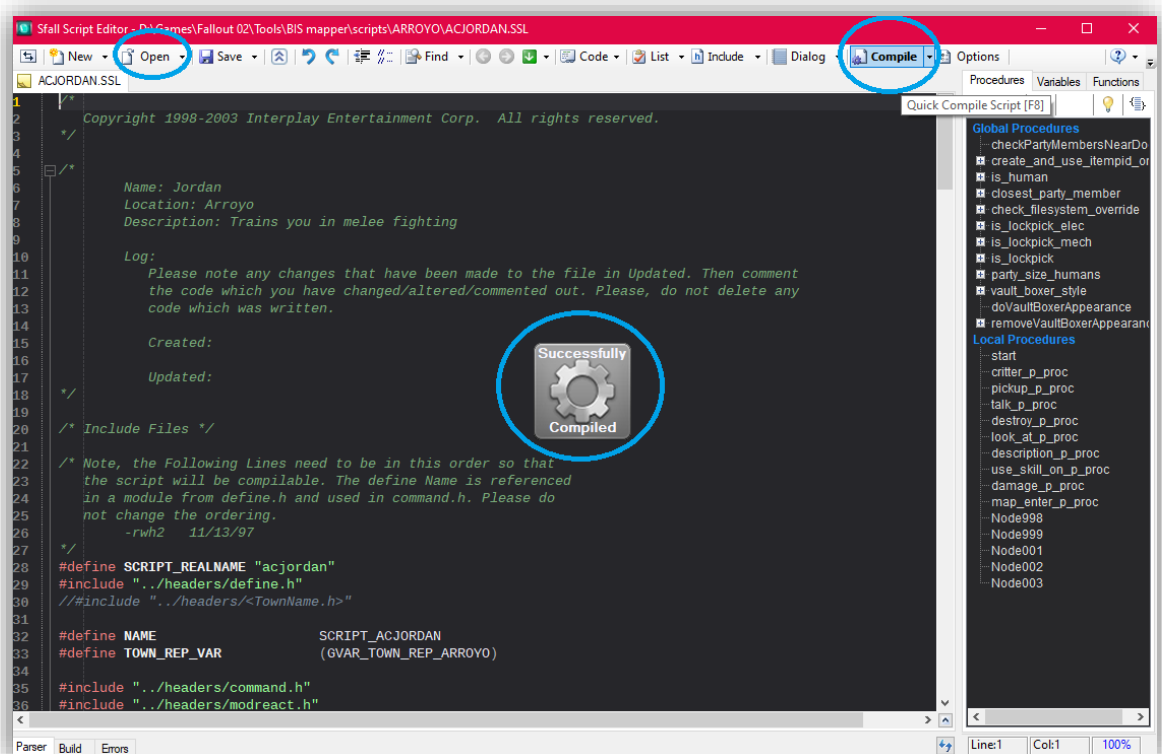 Sfall Script Editor - D:\Games\Fallout 02\Tools\BIS mapper\scripts\ARROYO\ACJORDAN.SSL
New Open Save Find Code List Include Dialog Compile Options
ACJORDAN.SSL
Procedures Variables Functions
Quick Compile Script [F8]
1 /*
2 Copyright 1998-2003 Interplay Entertainment Corp. All rights reserved.
3 */
4
5 /*
6 Name: Jordan
7 Location: Arroyo
8 Description: Trains you in melee fighting
9
10 Log:
11 Please note any changes that have been made to the file in Updated. Then comment
12 the code which you have changed/altered/commented out. Please, do not delete any
13 code which was written.
14
15 Created:
16
17 Updated:
18 */
19
20 /* Include Files */
21
22 /* Note, the Following Lines need to be in this order so that
23 the script will be compilable. The define Name is referenced
24 in a module from define.h and used in command.h. Please do
25 not change the ordering.
26 -rwh2 11/13/97
27 */
28 #define SCRIPT_REALNAME "acjordan"
29 #include "../headers/define.h"
30 //#include "../headers/<TownName.h>"
31
32 #define NAME SCRIPT_ACJORDAN
33 #define TOWN_REP_VAR (GVAR_TOWN_REP_ARROYO)
34
35 #include "../headers/command.h"
36 #include "../headers/modreact.h"
Successfully
Compiled
Global Procedures
checkPartyMembersNearDo
create_and_use_itempid_or
is_human
closest_party_member
check_filesystem_override
is_lockpick_elec
is_lockpick_mech
is_lockpick
party_size_humans
vault_boxer_style
doVaultBoxerAppearance
removeVaultBoxerAppearanc
Local Procedures
start
critter_p_proc
pickup_p_proc
talk_p_proc
destroy_p_proc
look_at_p_proc
description_p_proc
use_skill_on_p_proc
damage_p_proc
map_enter_p_proc
Node998
Node999
Node001
Node002
Node003
Parser Build Errors
Line:1 Col:1 100%